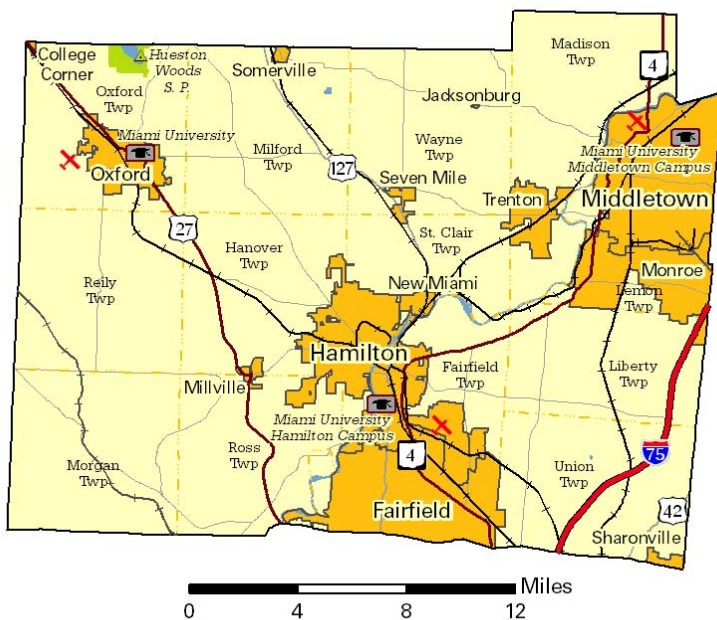 Madison
Twp
4
College
Corner
Hueston
Woods
S. P.
Somerville
Oxford
Twp
Jacksonburg
Miami University
Milford
Twp
Wayne
Twp
Miami University
Middletown Campus
Oxford
127
Seven Mile
Trenton
Middletown
27
Hanover
Twp
St. Clair
Twp
Reily
Twp
New Miami
Monroe
Lemon
Twp
Hamilton
Millville
Fairfield
Twp
Liberty
Twp
Miami University
Hamilton Campus
Ross
Twp
4
75
Morgan
Twp
Union
Twp
Fairfield
42
Sharonville
Miles
0 4 8 12